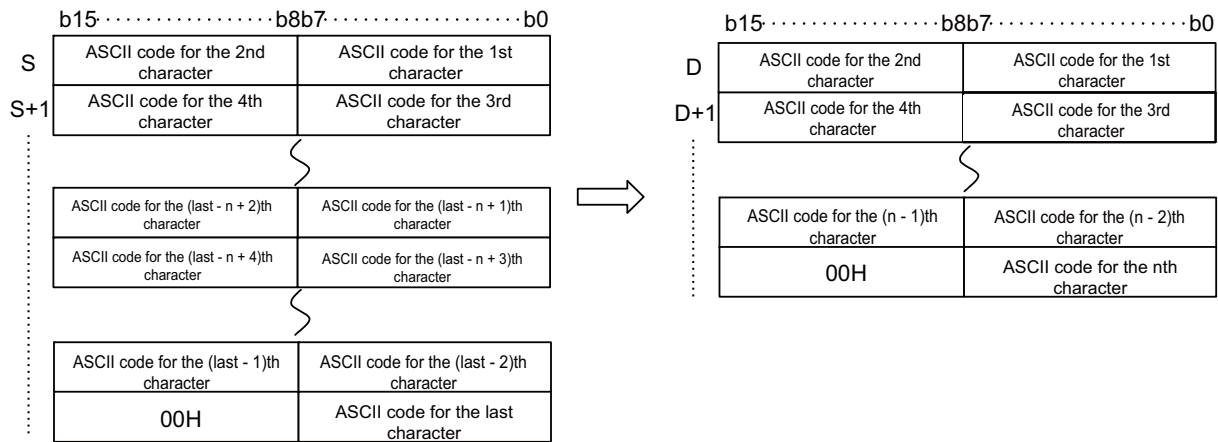 b15 b8b7 b0
S
ASCII code for the 2nd
character
ASCII code for the 1st
character
S+1
ASCII code for the 4th
character
ASCII code for the 3rd
character
ASCII code for the (last - n + 2)th
character
ASCII code for the (last - n + 1)th
character
ASCII code for the (last - n + 4)th
character
ASCII code for the (last - n + 3)th
character
ASCII code for the (last - 1)th
character
ASCII code for the (last - 2)th
character
00H
ASCII code for the last
character
b15 b8b7 b0
D
ASCII code for the 2nd
character
ASCII code for the 1st
character
D+1
ASCII code for the 4th
character
ASCII code for the 3rd
character
ASCII code for the (n - 1)th
character
ASCII code for the (n - 2)th
character
00H
ASCII code for the nth
character